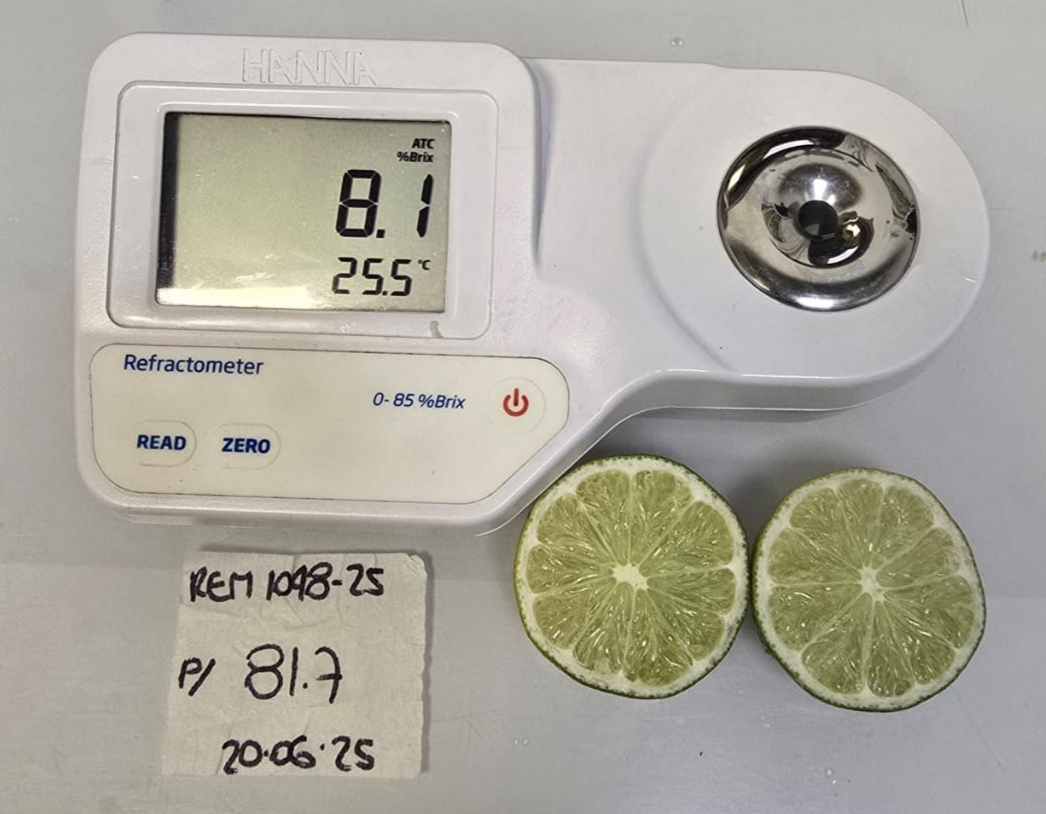 HANNA
ATC
%Brix
8.1
25.5 °C
Refractometer
0- 85 %Brix
READ ZERO
REM 1098-25
P/ 81.7
20.06.25